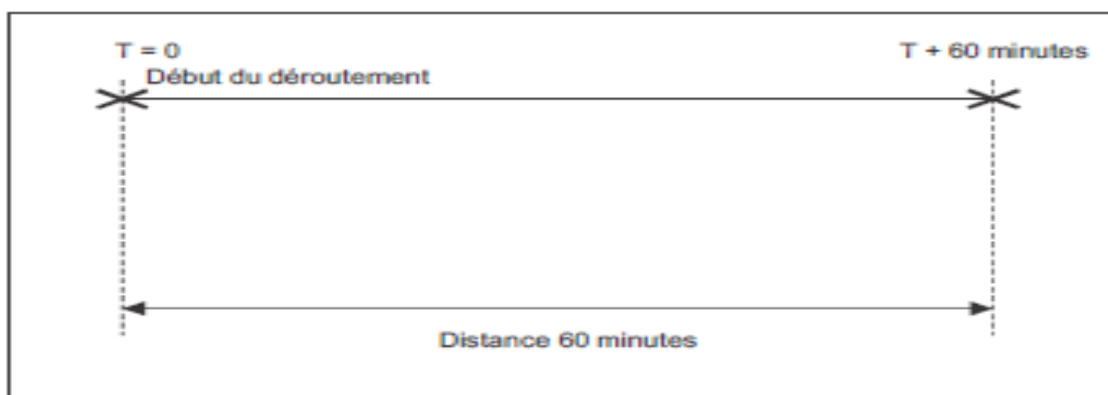 T = 0
T + 60 minutes
Début du déroutement
Distance 60 minutes